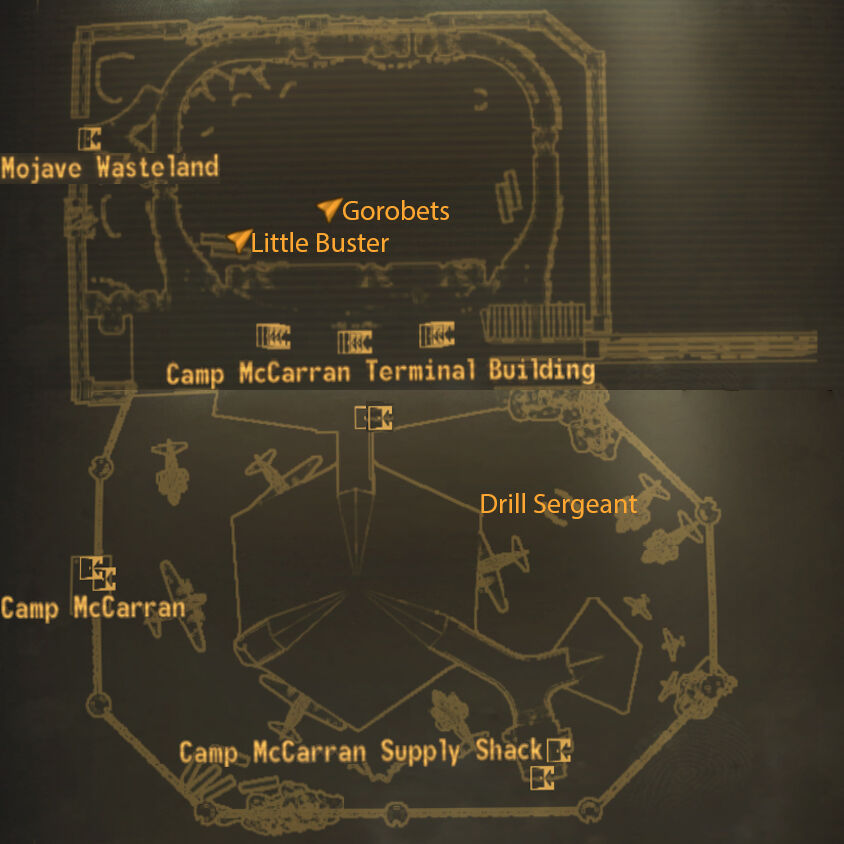 Mojave Wasteland
Gorobets
Little Buster
Camp McCarran Terminal Building
Drill Sergeant
Camp McCarran
Camp McCarran Supply Shack